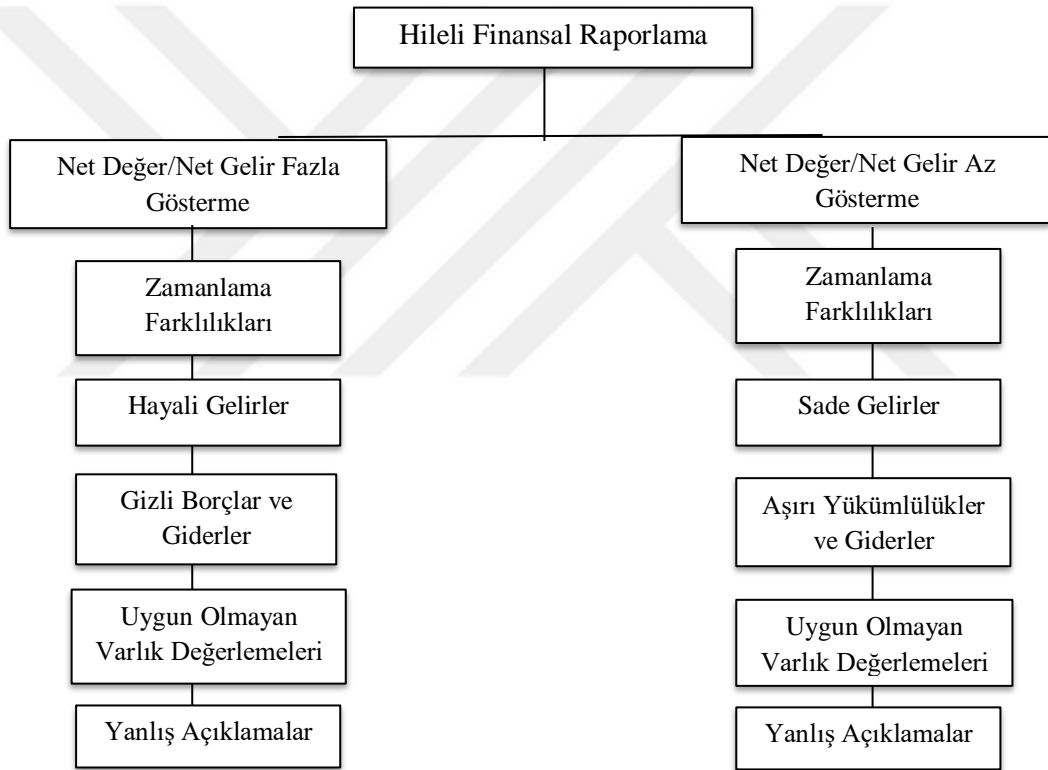 Hileli Finansal Raporlama
Net Değer/Net Gelir Fazla
Gösterme
Zamanlama
Farklılıkları
Hayali Gelirler
Gizli Borçlar ve
Giderler
Uygun Olmayan
Varlık Değerlemeleri
Yanlış Açıklamalar
Net Değer/Net Gelir Az
Gösterme
Zamanlama
Farklılıkları
Sade Gelirler
Aşırı Yükümlülükler
ve Giderler
Uygun Olmayan
Varlık Değerlemeleri
Yanlış Açıklamalar